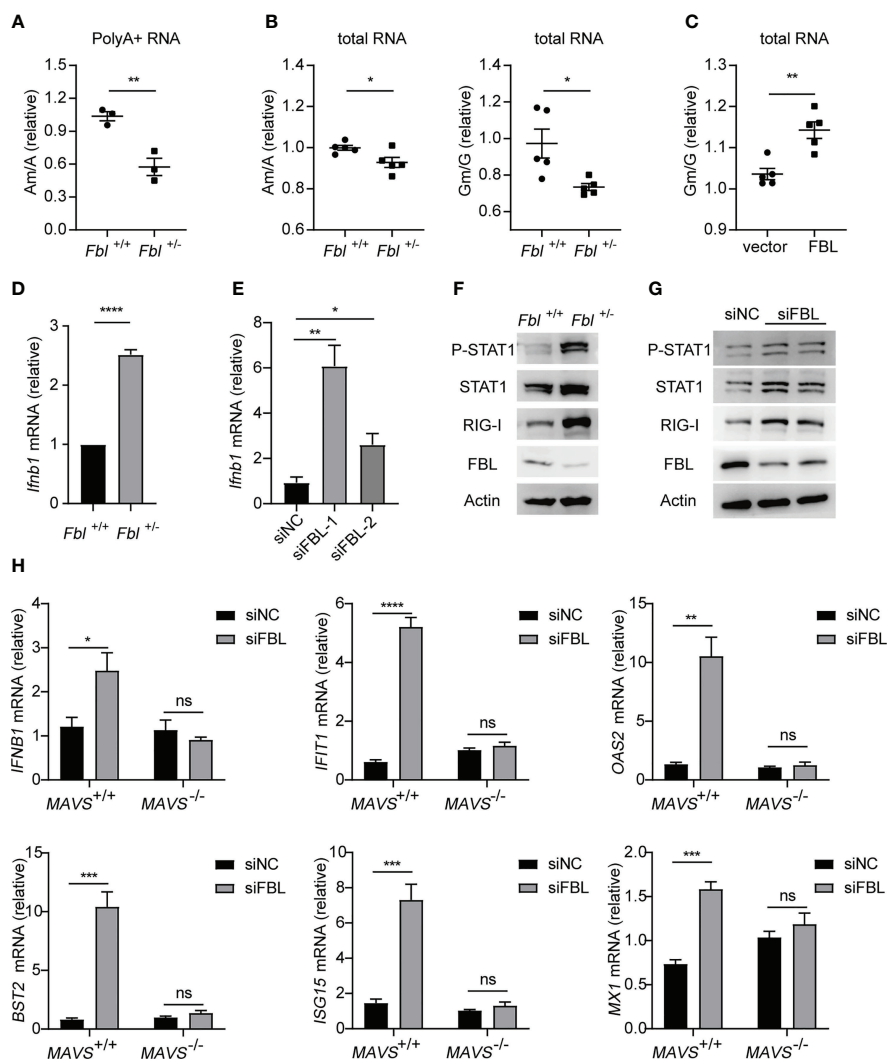 A
PolyA+ RNA
**
Am/A (relative)
1.5
1.2
0.9
0.6
0.3
0.0
Fbl +/+ Fbl +/-
B
total RNA
*
Am/A (relative)
1.4
1.2
1.0
0.8
0.6
Fbl +/+ Fbl +/-
total RNA
*
Gm/G (relative)
1.4
1.2
1.0
0.8
0.6
Fbl +/+ Fbl +/-
C
total RNA
**
Gm/G (relative)
1.3
1.2
1.1
1.0
0.9
vector FBL
D
****
Ifnb1 mRNA (relative)
3
2
1
0
Fbl +/+ Fbl +/-
E
*
**
Ifnb1 mRNA (relative)
8
6
4
2
0
siNC
siFBL-1
siFBL-2
F
Fbl +/+ Fbl +/-
P-STAT1
STAT1
RIG-I
FBL
Actin
G
siNC siFBL
P-STAT1
STAT1
RIG-I
FBL
Actin
H
IFNB1 mRNA (relative)
4
3
2
1
0
*
ns
siNC
siFBL
MAVS+/+ MAVS-/-
IFIT1 mRNA (relative)
6
4
2
0
****
ns
siNC
siFBL
MAVS+/+ MAVS-/-
OAS2 mRNA (relative)
15
10
5
0
**
ns
siNC
siFBL
MAVS+/+ MAVS-/-
BST2 mRNA (relative)
15
10
5
0
***
ns
siNC
siFBL
MAVS+/+ MAVS-/-
ISG15 mRNA (relative)
10
8
6
4
2
0
***
ns
siNC
siFBL
MAVS+/+ MAVS-/-
MX1 mRNA (relative)
2.0
1.5
1.0
0.5
0.0
***
ns
siNC
siFBL
MAVS+/+ MAVS-/-